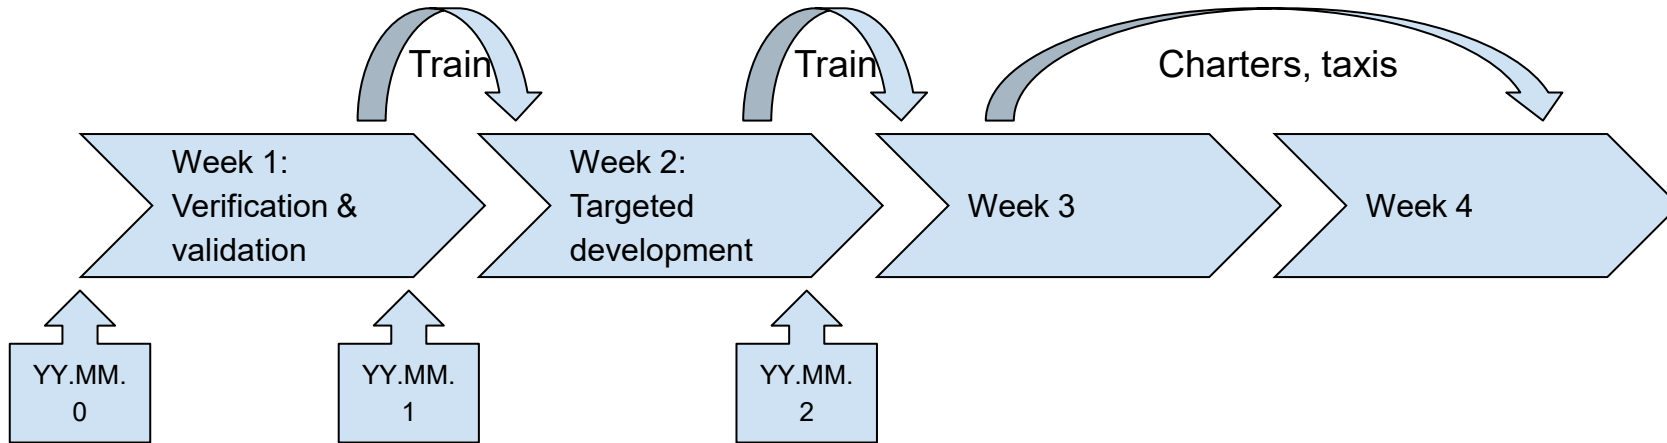 Train
Train
Charters, taxis
Week 1:
Verification &
validation
Week 2:
Targeted
development
Week 3
Week 4
YY.MM.
0
YY.MM.
1
YY.MM.
2